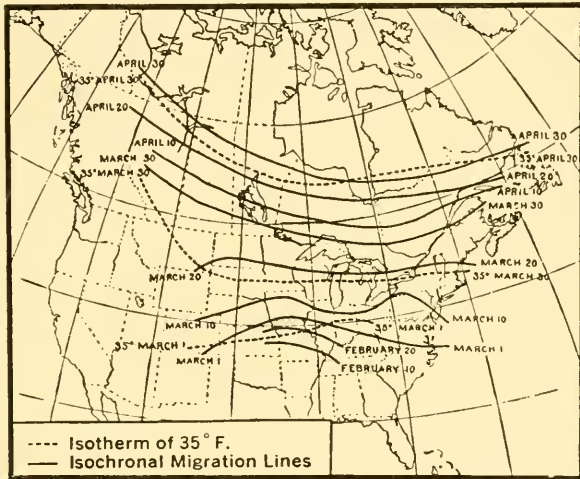 APRIL 30
35° APRIL 30
APRIL 20
APRIL 10
MARCH 30
35° MARCH 30
APRIL 30
35° APRIL 30
APRIL 20
APRIL 10
MARCH 30
MARCH 20
MARCH 20
35° MARCH 30
MARCH 10
35° MARCH 1
MARCH 10
35° MARCH 1
MARCH 1
FEBRUARY 20
MARCH 1
FEBRUARY 10
Isotherm of 35° F.
Isochronal Migration Lines